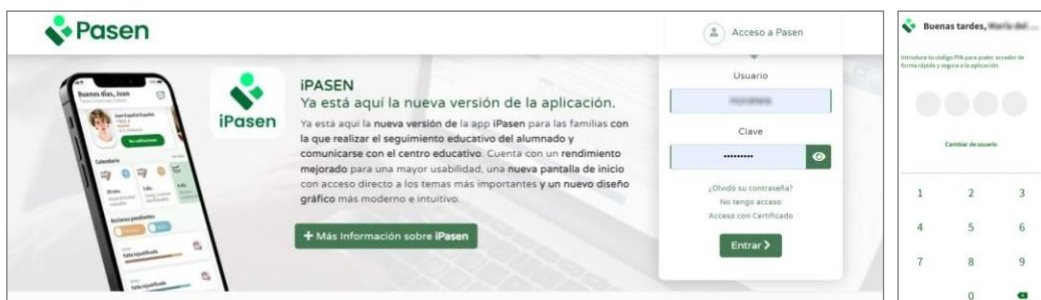 Pasen
Acceso a Pasen
iPasen
iPASEN
Ya está aquí la nueva versión de la aplicación.
Ya está aquí la nueva versión de la app iPasen para las familias con
la que realizar el seguimiento educativo del alumnado y
comunicarse con el centro educativo. Cuenta con un rendimiento
mejorado para una mayor usabilidad, una nueva pantalla de inicio
con acceso directo a los temas más importantes y un nuevo diseño
gráfico más moderno e intuitivo.
+ Más Información sobre iPasen
Buenos días, Juan
Calendario
Acciones pendientes
Falta injustificada
Falta injustificada
Usuario
Clave
¿Olvidó su contraseña?
No tengo acceso
Acceso con Certificado
Entrar
Buenas tardes,
Introduce tu código PIN para poder acceder de
forma rápida y segura a la aplicación.
Cambiar de usuario
1 2 3
4 5 6
7 8 9
0